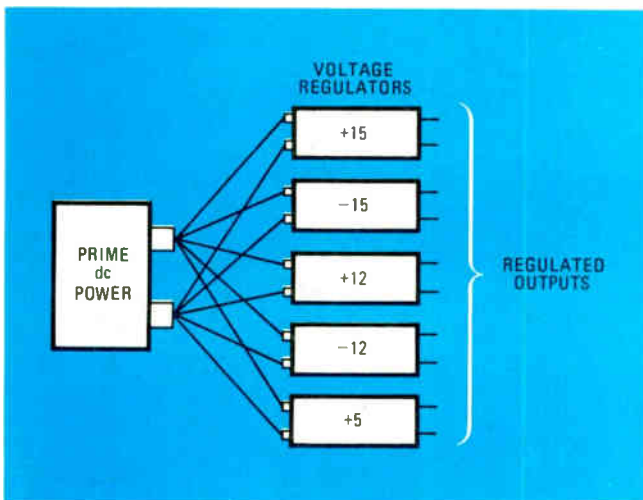 VOLTAGE
REGULATORS
+15
−15
PRIME
dc
POWER
+12
REGULATED
OUTPUTS
−12
+5